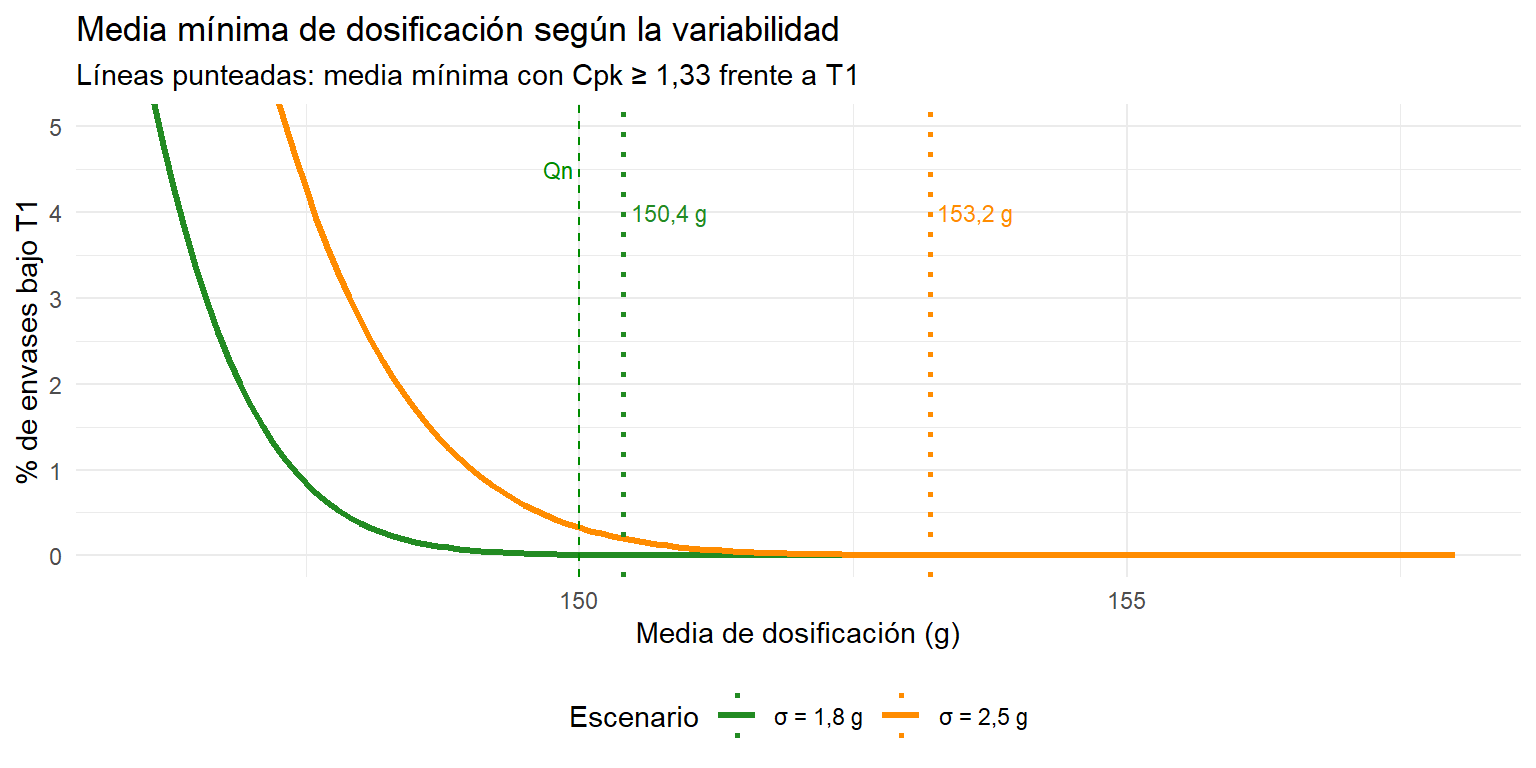 Media mínima de dosificación según la variabilidad
Líneas punteadas: media mínima con Cpk ≥ 1,33 frente a T1
% de envases bajo T1
5
4
3
2
1
0
Qn
150,4 g
153,2 g
150
155
Media de dosificación (g)
Escenario
σ = 1,8 g
σ = 2,5 g